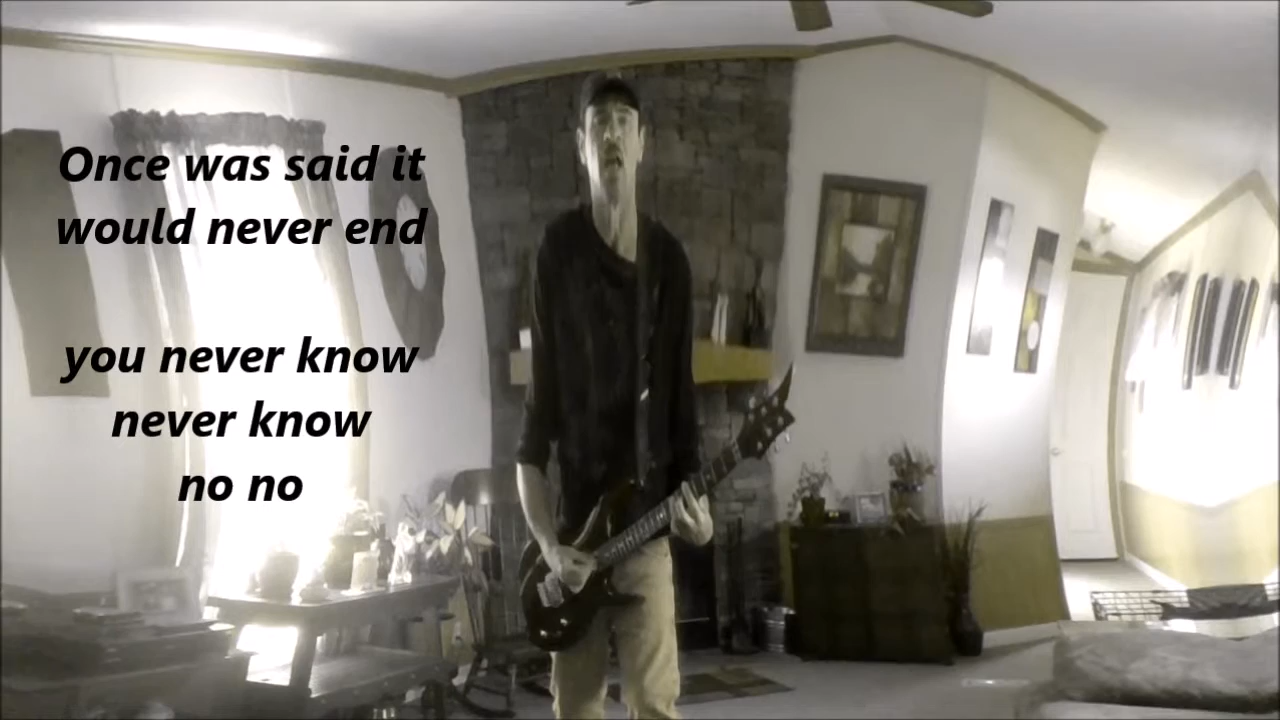 Once was said it
would never end
you never know
never know
no no